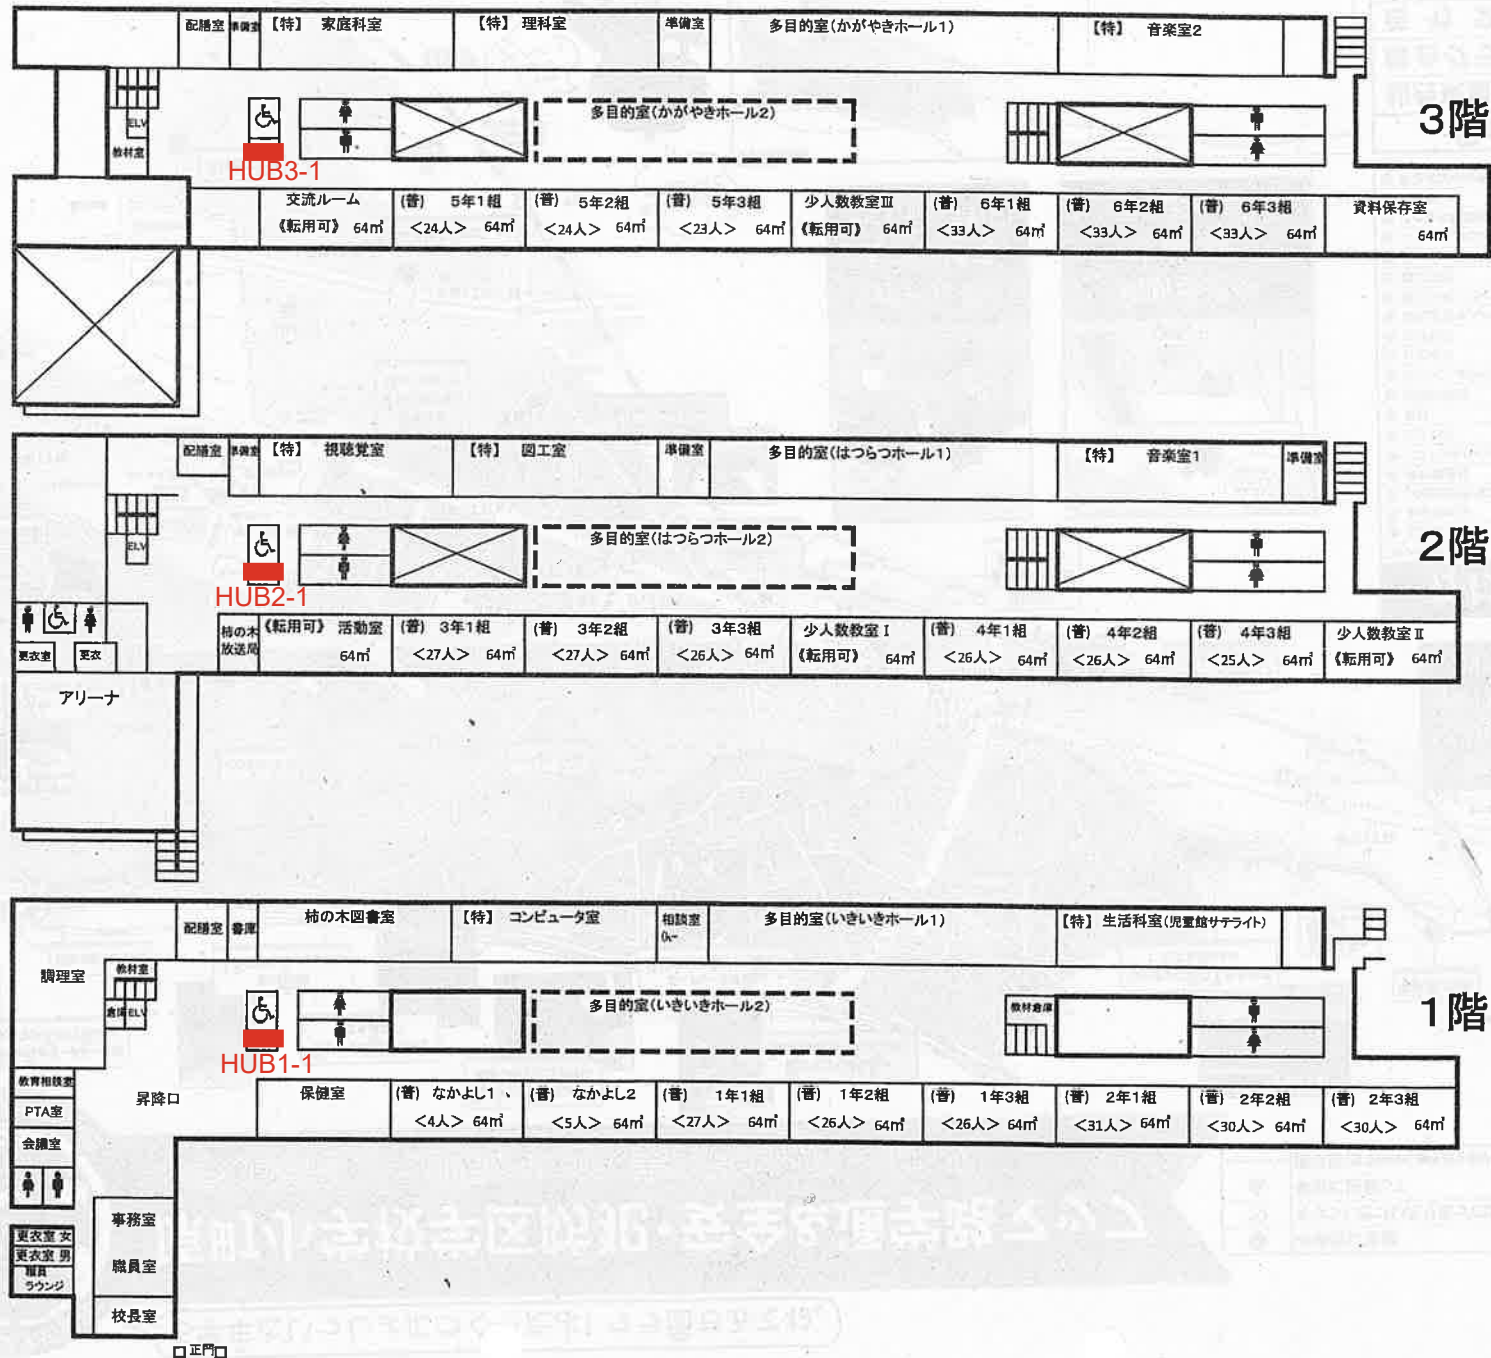 配膳室 準備室 【特】 家庭科室 【特】 理科室 準備室 多目的室(かがやきホール1) 【特】 音楽室2
3階
ELV
教材室
多目的室(かがやきホール2)
HUB3-1
交流ルーム
《転用可》 64㎡
(普) 5年1組
<24人> 64㎡
(普) 5年2組
<24人> 64㎡
(普) 5年3組
<23人> 64㎡
少人数教室Ⅲ
《転用可》 64㎡
(普) 6年1組
<33人> 64㎡
(普) 6年2組
<33人> 64㎡
(普) 6年3組
<33人> 64㎡
資料保存室
64㎡
配膳室 準備室 【特】 視聴覚室 【特】 図工室 準備室 多目的室(はつらつホール1) 【特】 音楽室1 準備室
2階
ELV
多目的室(はつらつホール2)
HUB2-1
更衣室 更衣
アリーナ
柿の木
放送局
《転用可》 活動室
64㎡
(普) 3年1組
<27人> 64㎡
(普) 3年2組
<27人> 64㎡
(普) 3年3組
<26人> 64㎡
少人数教室Ⅰ
《転用可》 64㎡
(普) 4年1組
<26人> 64㎡
(普) 4年2組
<26人> 64㎡
(普) 4年3組
<25人> 64㎡
少人数教室Ⅱ
《転用可》 64㎡
配膳室 書庫 柿の木図書室 【特】 コンピュータ室 相談室 多目的室(いきいきホール1) 【特】 生活科室(児童館サテライト)
1階
調理室
教材室
倉庫 ELV
多目的室(いきいきホール2)
教材倉庫
HUB1-1
教育相談室
PTA室
会議室
昇降口
保健室
(普) なかよし1
<4人> 64㎡
(普) なかよし2
<5人> 64㎡
(普) 1年1組
<27人> 64㎡
(普) 1年2組
<26人> 64㎡
(普) 1年3組
<26人> 64㎡
(普) 2年1組
<31人> 64㎡
(普) 2年2組
<30人> 64㎡
(普) 2年3組
<30人> 64㎡
更衣室 女
更衣室 男
職員
ラウンジ
事務室
職員室
校長室
正門